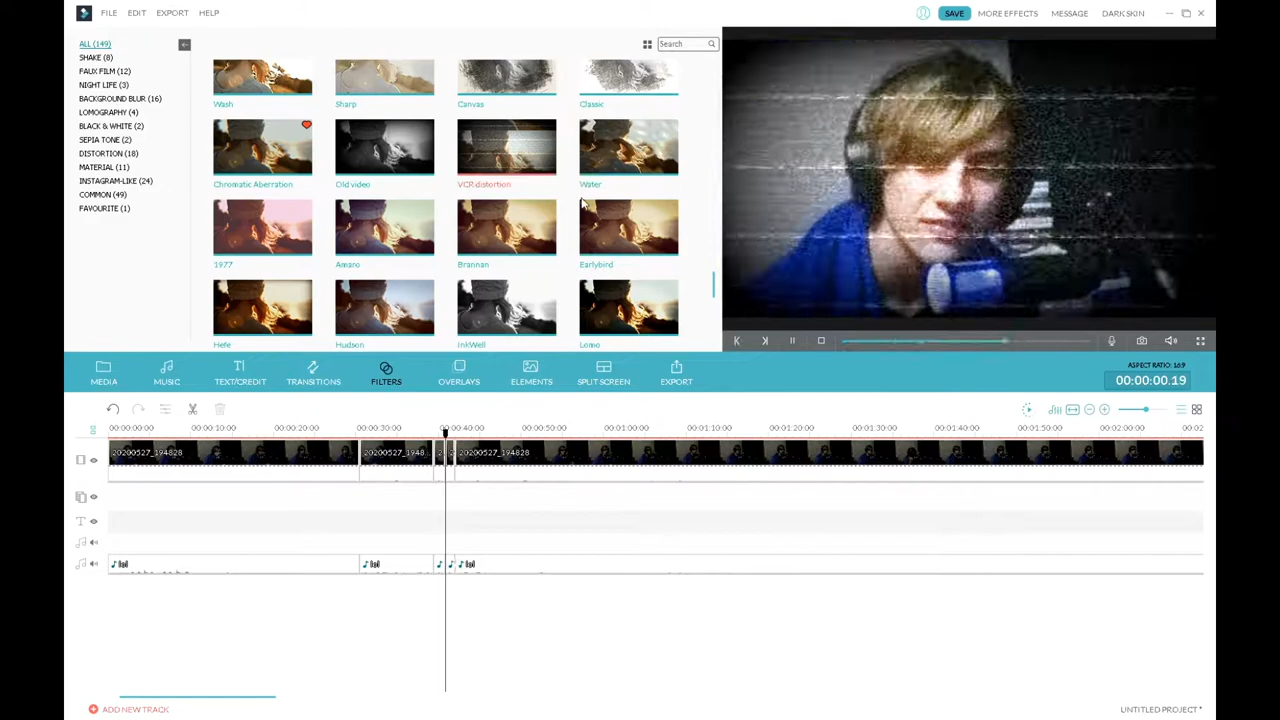 FILE EDIT EXPORT HELP
SAVE MORE EFFECTS MESSAGE DARK SKIN
ALL (149)
SHAKE (8)
FAUX FILM (12)
NIGHT LIFE (3)
BACKGROUND BLUR (16)
LOMOGRAPHY (4)
BLACK & WHITE (2)
SEPIA TONE (2)
DISTORTION (18)
MATERIAL (11)
INSTAGRAM-LIKE (24)
COMMON (49)
FAVOURITE (1)
Search
Wash Sharp Canvas Classic
Chromatic Aberration Old video VCR distortion Water
1977 Amaro Brannan Earlybird
Hefe Hudson InkWell Lomo
MEDIA MUSIC TEXT/CREDIT TRANSITIONS FILTERS OVERLAYS ELEMENTS SPLIT SCREEN EXPORT
ASPECT RATIO: 16:9
00:00:00.19
00:00:00:00 00:00:10:00 00:00:20:00 00:00:30:00 00:00:40:00 00:00:50:00 00:01:00:00 00:01:10:00 00:01:20:00 00:01:30:00 00:01:40:00 00:01:50:00 00:02:00:00 00:02
20200527_194828 20200527_1948... 2 2 20200527_194828
T
ADD NEW TRACK
UNTITLED PROJECT *